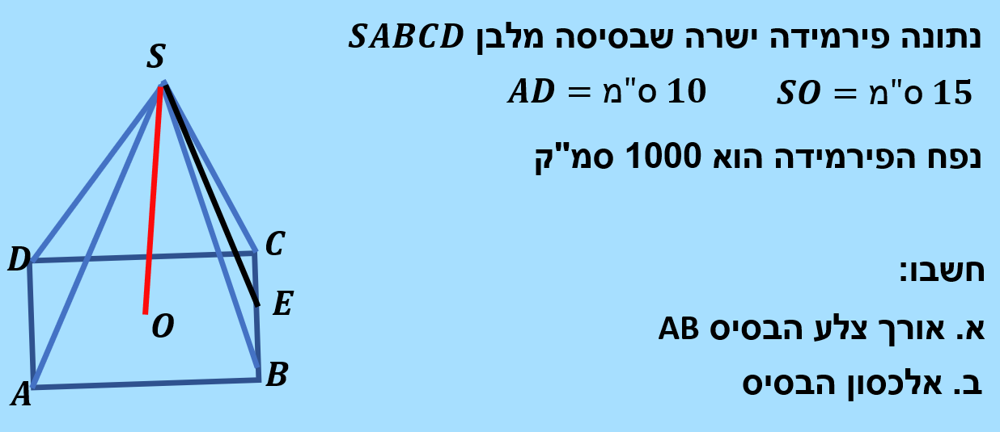 נתונה פירמידה ישרה שבסיסה מלבן SABCD
SO = 15 ס"מ AD = 10 ס"מ
נפח הפירמידה הוא 1000 סמ"ק
חשבו:
א. אורך צלע הבסיס AB
ב. אלכסון הבסיס
S
D
C
E
O
B
A